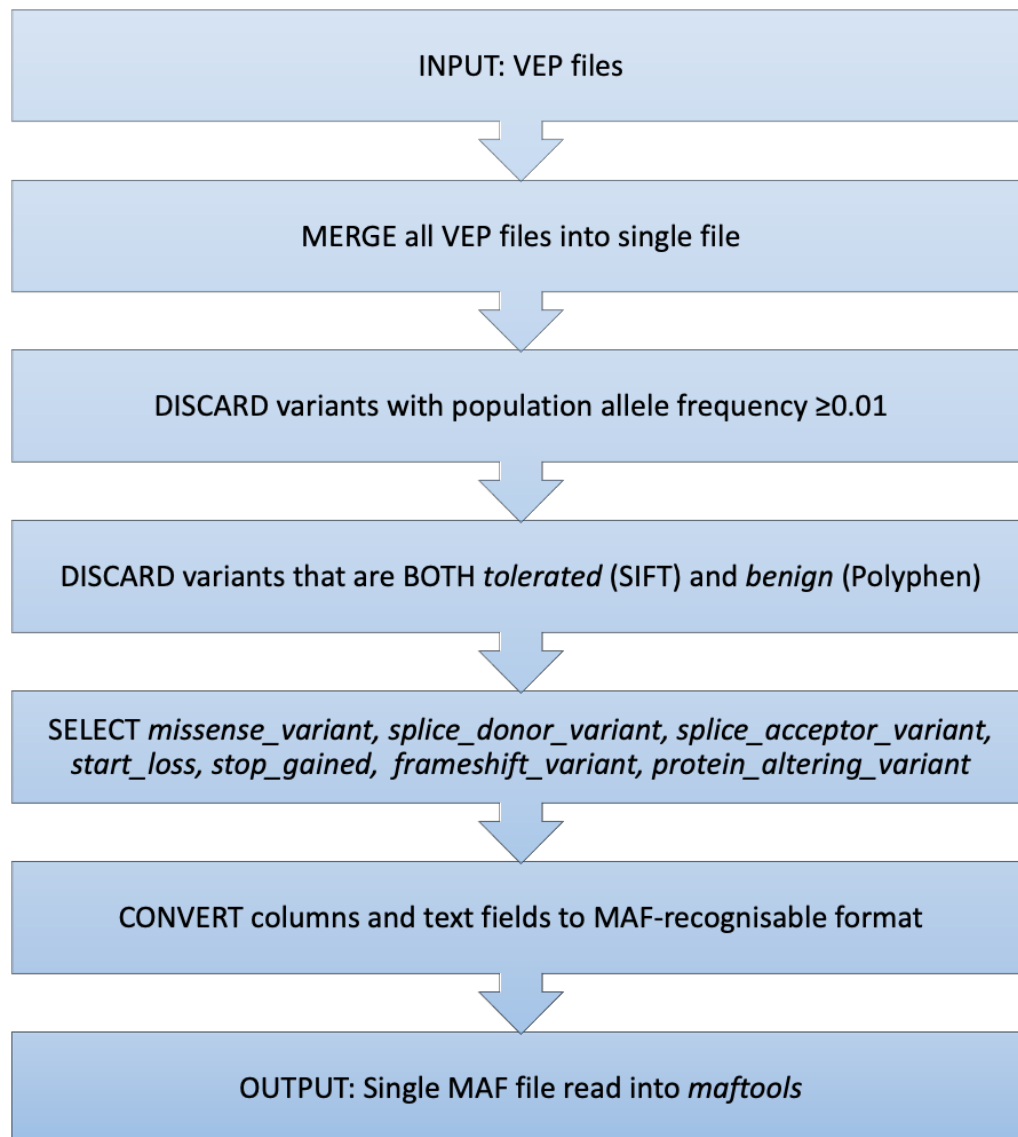 INPUT: VEP files
MERGE all VEP files into single file
DISCARD variants with population allele frequency ≥0.01
DISCARD variants that are BOTH tolerated (SIFT) and benign (Polyphen)
SELECT missense_variant, splice_donor_variant, splice_acceptor_variant,
start_loss, stop_gained, frameshift_variant, protein_altering_variant
CONVERT columns and text fields to MAF-recognisable format
OUTPUT: Single MAF file read into maftools